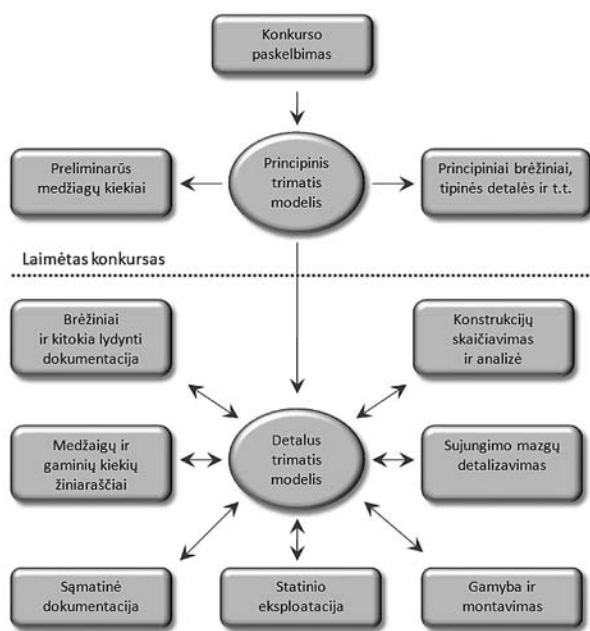 Konkurso
paskelbimas
Preliminarūs
medžiagų kiekiai
Principinis
trimatis
modelis
Principiniai brėžiniai,
tipinės detalės ir t.t.
Laimėtas konkursas
Brėžiniai
ir kitokia lydynti
dokumentacija
Konstrukcijų
skaičiavimas
ir analizė
Medžaigų ir
gaminių kiekių
žiniaraščiai
Detalus
trimatis
modelis
Sujungimo mazgų
detalizavimas
Sąmatinė
dokumentacija
Statinio
eksploatacija
Gamyba ir
montavimas